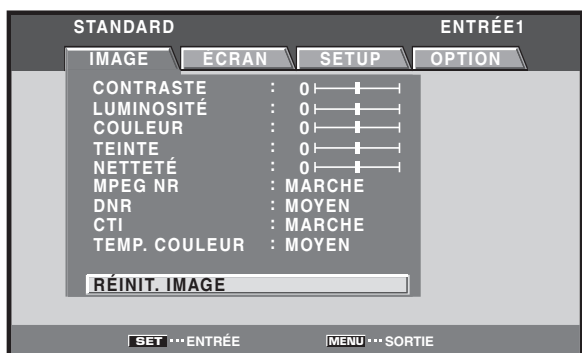 STANDARD ENTRÉE1
IMAGE ECRAN SETUP OPTION
CONTRASTE : 0
LUMINOSITÉ : 0
COULEUR : 0
TEINTE : 0
NETTETÉ : 0
MPEG NR : MARCHE
DNR : MOYEN
CTI : MARCHE
TEMP. COULEUR : MOYEN
RÉINIT. IMAGE
SET ··· ENTRÉE MENU ··· SORTIE